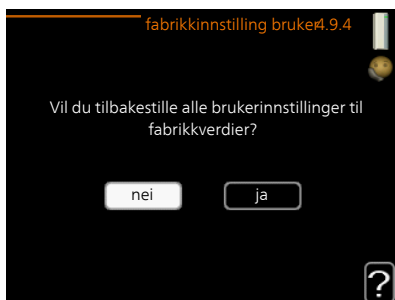 fabrikkinnstilling bruker4.9.4
Vil du tilbakestille alle brukerinnstillinger til
fabrikkverdier?
nei ja
?